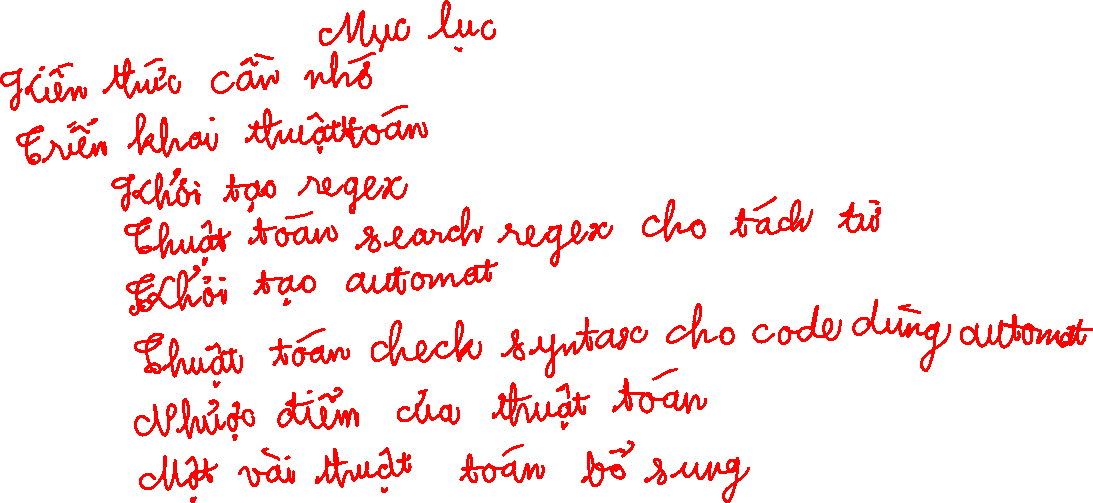 Mục lục
Kiến thức cần nhớ
Triển khai thuật toán
Khởi tạo regex
Thuật toán search regex cho tách từ
Khởi tạo automat
Thuật toán check syntax cho code dùng automat
Nhược điểm của thuật toán
Một vài thuật toán bổ sung